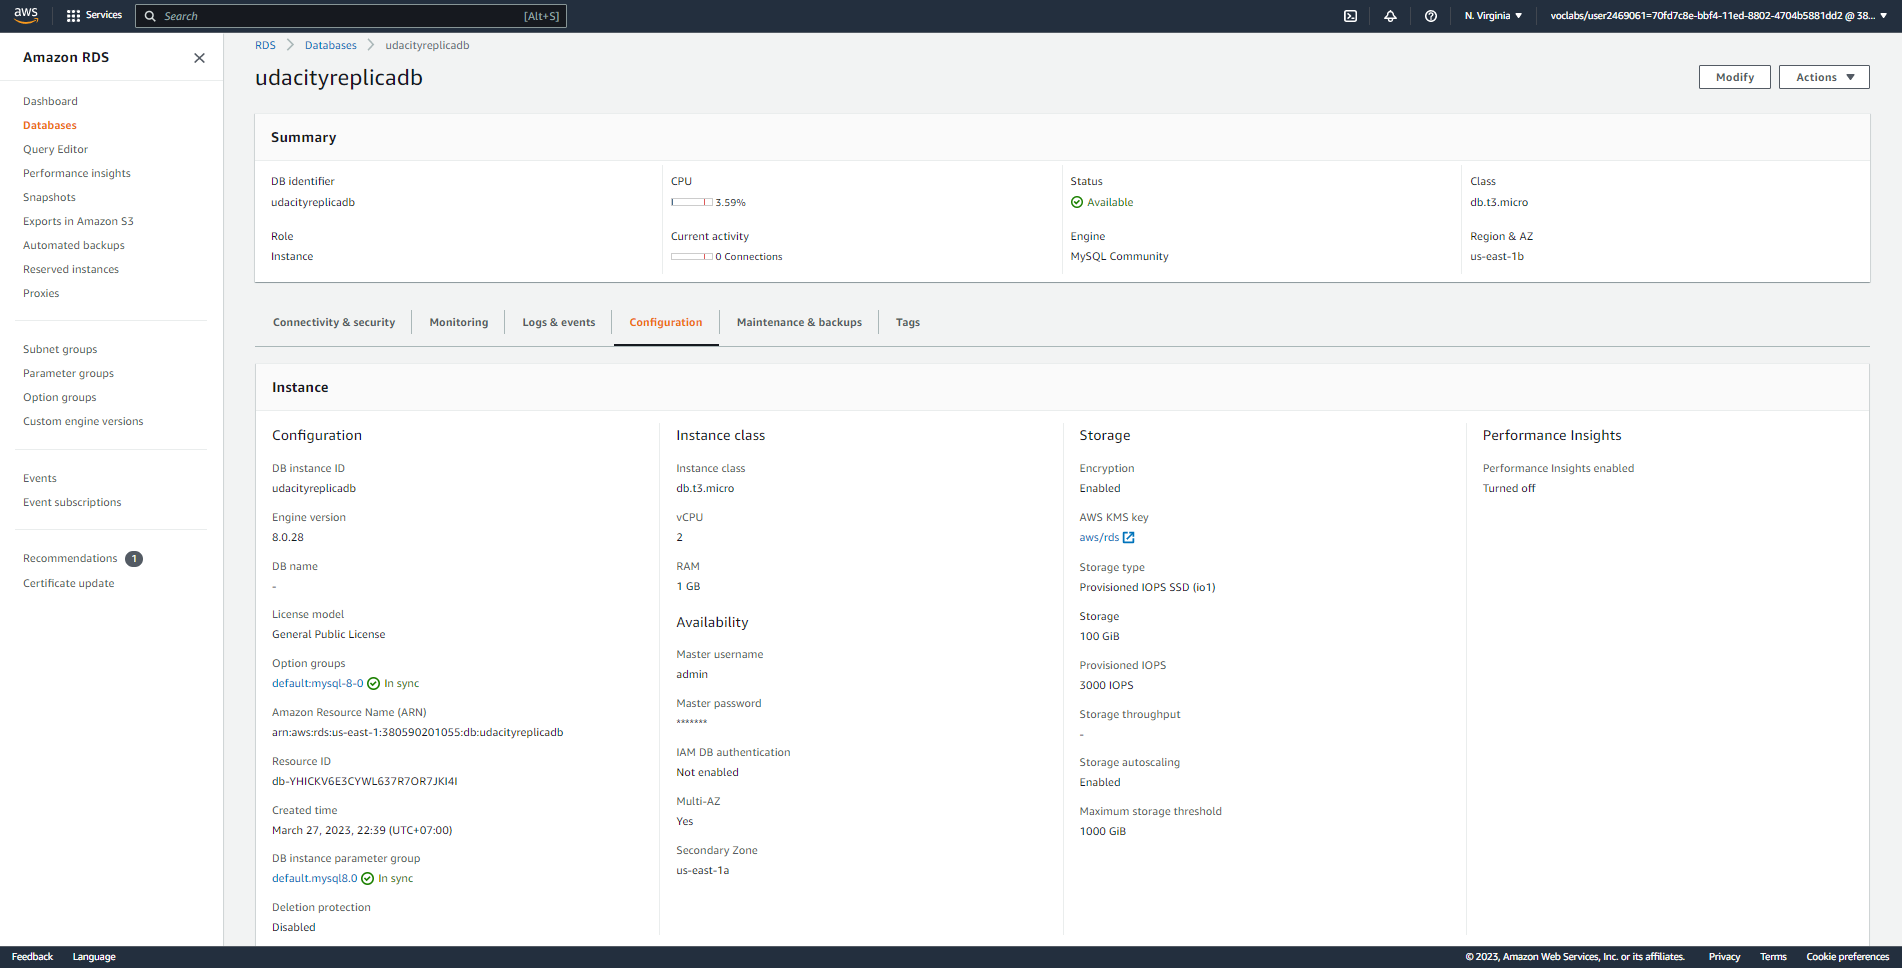 aws
Services
Search
[Alt+S]
N. Virginia
voclabs/user2469061=70fd7c8e-bbf4-11ed-8802-4704b5881dd2 @ 38...
Amazon RDS
Dashboard
Databases
Query Editor
Performance insights
Snapshots
Exports in Amazon S3
Automated backups
Reserved instances
Proxies
Subnet groups
Parameter groups
Option groups
Custom engine versions
Events
Event subscriptions
Recommendations 1
Certificate update
RDS > Databases > udacityreplicadb
udacityreplicadb
Modify
Actions
Summary
DB identifier
udacityreplicadb
Role
Instance
CPU
3.59%
Current activity
0 Connections
Status
Available
Engine
MySQL Community
Class
db.t3.micro
Region & AZ
us-east-1b
Connectivity & security
Monitoring
Logs & events
Configuration
Maintenance & backups
Tags
Instance
Configuration
DB instance ID
udacityreplicadb
Engine version
8.0.28
DB name
-
License model
General Public License
Option groups
default:mysql-8-0 In sync
Amazon Resource Name (ARN)
arn:aws:rds:us-east-1:380590201055:db:udacityreplicadb
Resource ID
db-YHICKV6E3CYWL637R7OR7JKI4I
Created time
March 27, 2023, 22:39 (UTC+07:00)
DB instance parameter group
default.mysql8.0 In sync
Deletion protection
Disabled
Instance class
Instance class
db.t3.micro
vCPU
2
RAM
1 GB
Availability
Master username
admin
Master password
*******
IAM DB authentication
Not enabled
Multi-AZ
Yes
Secondary Zone
us-east-1a
Storage
Encryption
Enabled
AWS KMS key
aws/rds
Storage type
Provisioned IOPS SSD (io1)
Storage
100 GiB
Provisioned IOPS
3000 IOPS
Storage throughput
-
Storage autoscaling
Enabled
Maximum storage threshold
1000 GiB
Performance Insights
Performance Insights enabled
Turned off
Feedback
Language
© 2023, Amazon Web Services, Inc. or its affiliates.
Privacy
Terms
Cookie preferences